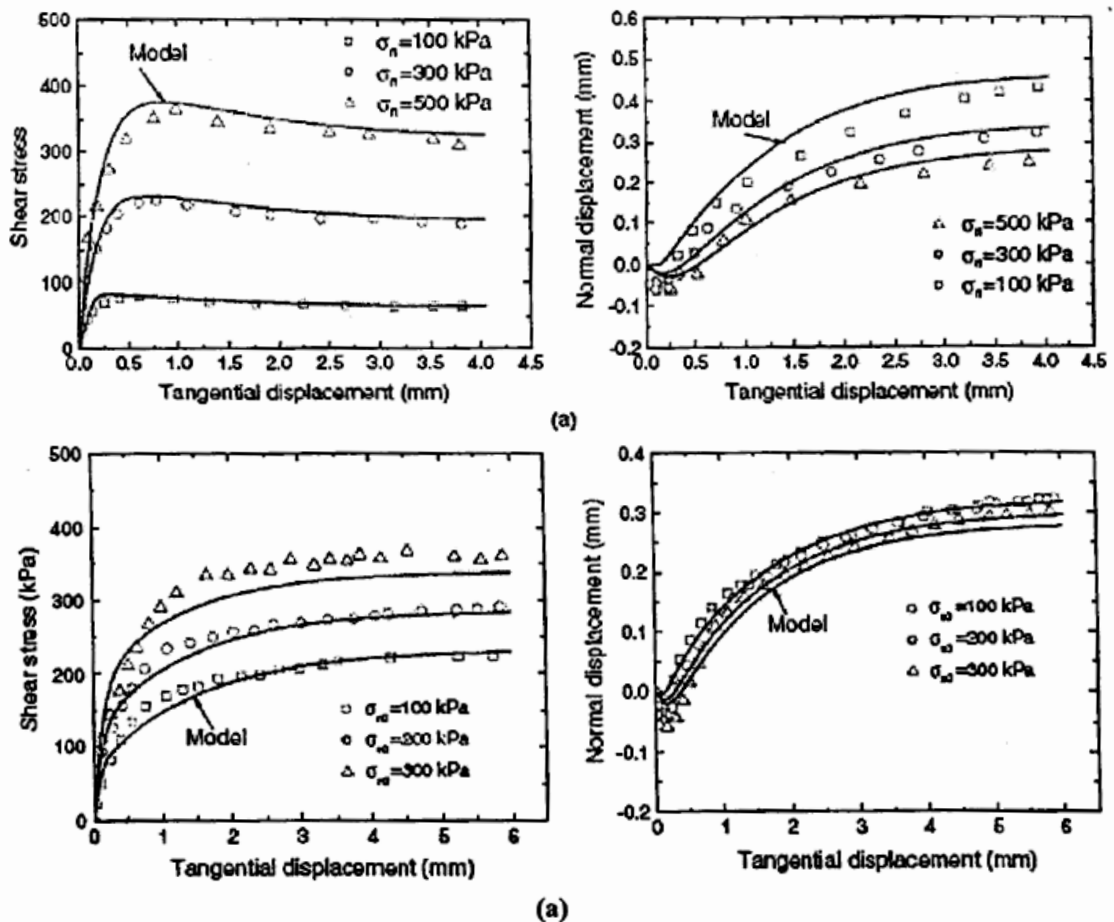 500
400
300
200
100
0
Shear stress
Model
σn=100 kPa
σn=300 kPa
σn=500 kPa
0.0 0.5 1.0 1.5 2.0 2.5 3.0 3.5 4.0 4.5
Tangential displacement (mm)
0.6
0.4
0.2
0.0
-0.1
-0.2
Normal displacement (mm)
Model
σn=500 kPa
σn=300 kPa
σn=100 kPa
0.0 0.5 1.0 1.5 2.0 2.5 3.0 3.5 4.0 4.5
Tangential displacement (mm)
(a)
500
400
300
200
100
0
Shear stress (kPa)
Model
σn0=100 kPa
σn0=200 kPa
σn0=300 kPa
0 1 2 3 4 5 6
Tangential displacement (mm)
0.4
0.3
0.2
0.1
0.0
-0.1
-0.2
Normal displacement (mm)
Model
σn0=100 kPa
σn0=200 kPa
σn0=300 kPa
0 1 2 3 4 5 6
Tangential displacement (mm)
(a)